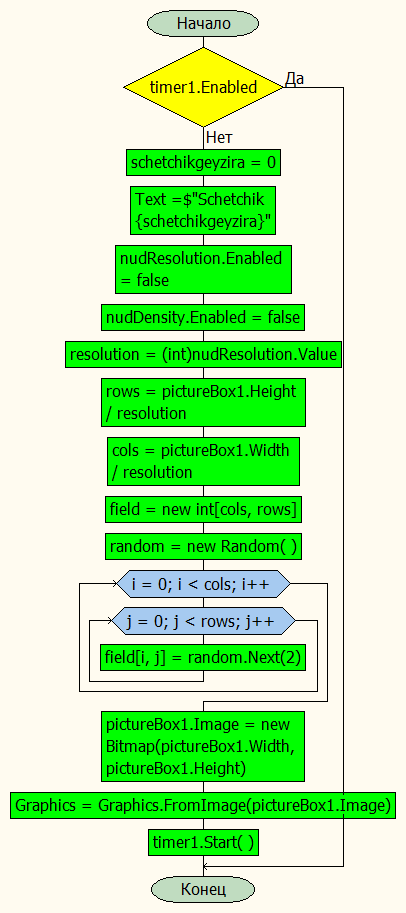 Начало
timer1.Enabled
Да
Нет
schetchikgeyzira = 0
Text =$"Schetchik
{schetchikgeyzira}"
nudResolution.Enabled
= false
nudDensity.Enabled = false
resolution = (int)nudResolution.Value
rows = pictureBox1.Height
/ resolution
cols = pictureBox1.Width
/ resolution
field = new int[cols, rows]
random = new Random( )
i = 0; i < cols; i++
j = 0; j < rows; j++
field[i, j] = random.Next(2)
pictureBox1.Image = new
Bitmap(pictureBox1.Width,
pictureBox1.Height)
Graphics = Graphics.FromImage(pictureBox1.Image)
timer1.Start( )
Конец